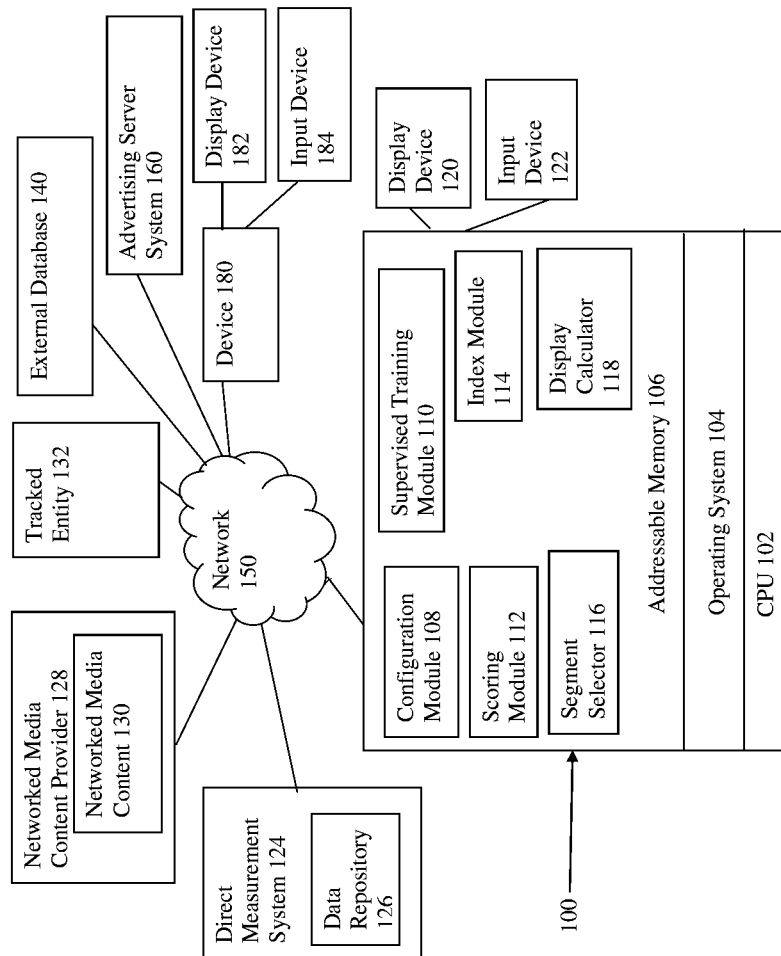 Networked Media
Content Provider 128
Networked Media
Content 130
Tracked
Entity 132
External Database 140
Advertising Server
System 160
Direct
Measurement
System 124
Data
Repository
126
Network
150
Device 180
Display Device
182
Input Device
184
Display
Device
120
Input
Device
122
100
Configuration
Module 108
Supervised Training
Module 110
Scoring
Module 112
Index Module
114
Segment
Selector 116
Display
Calculator
118
Addressable Memory 106
Operating System 104
CPU 102